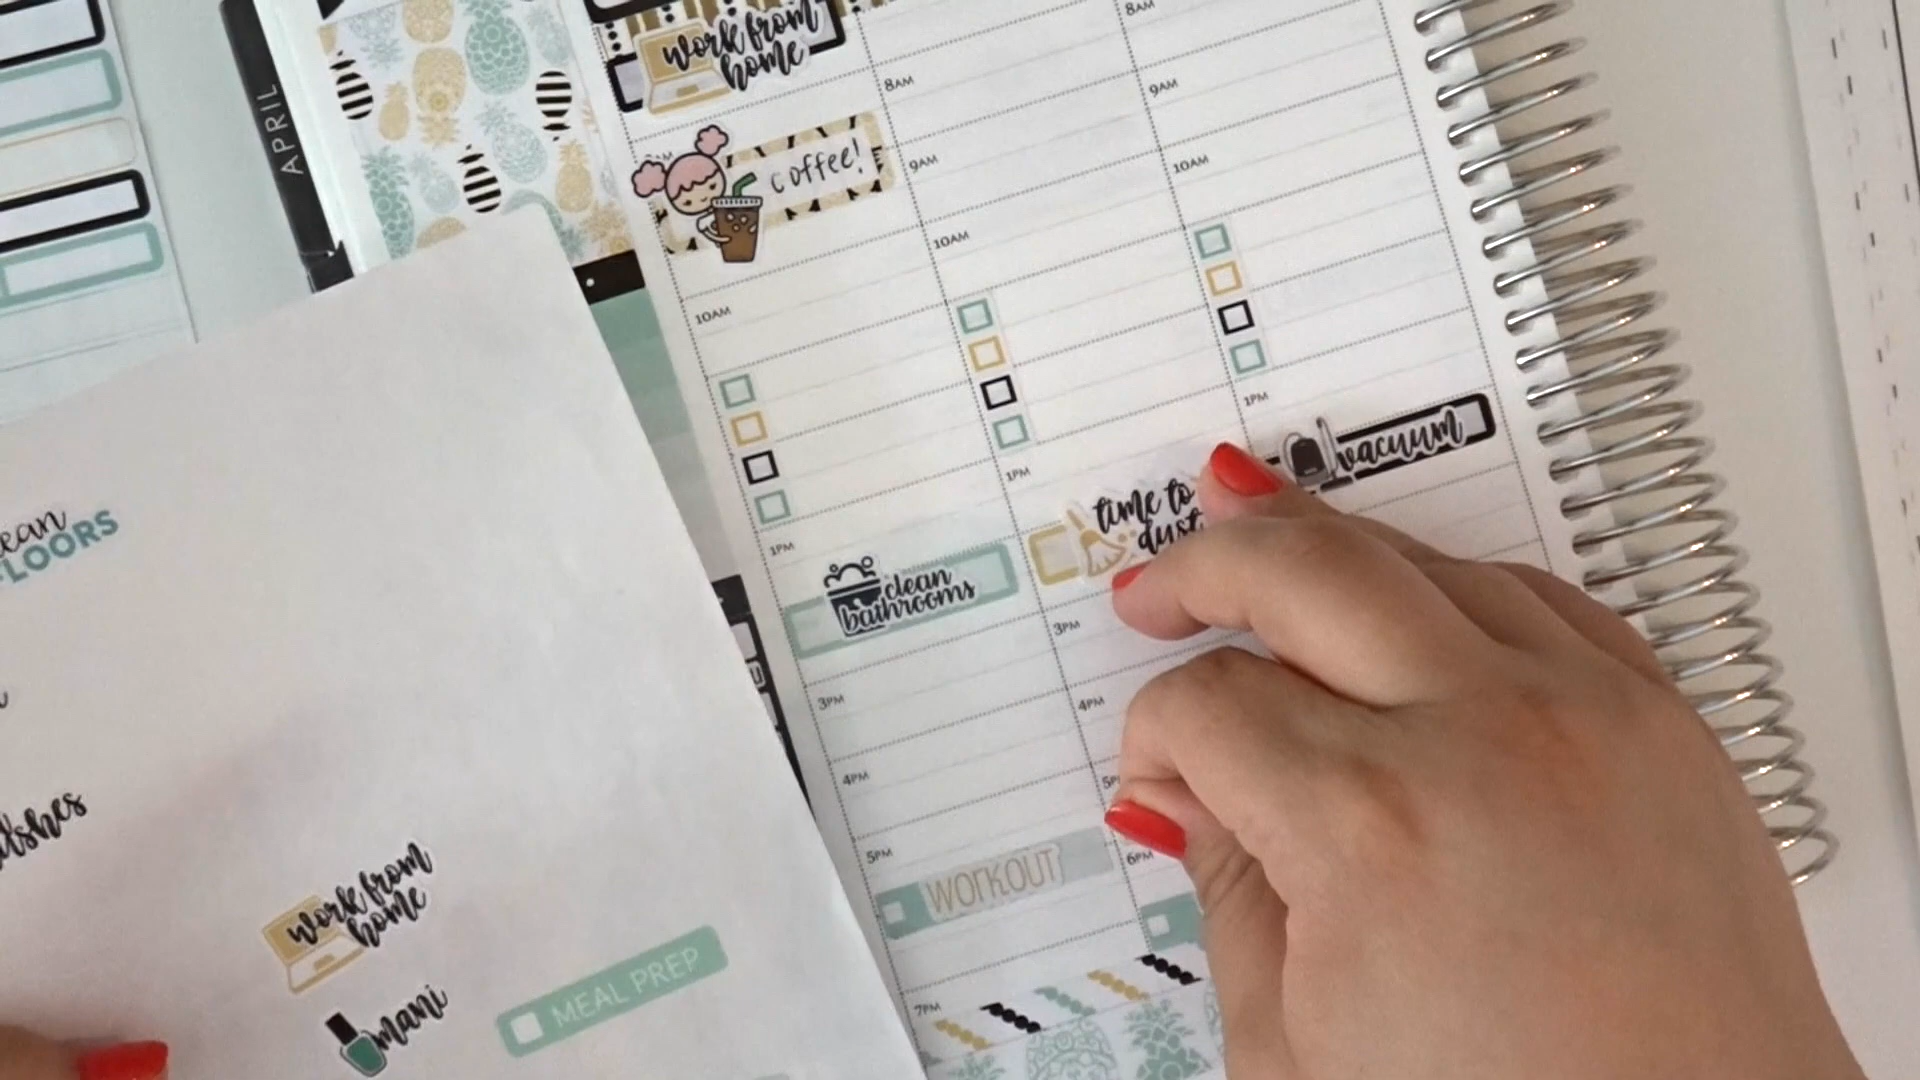 APRIL
work from
home
coffee!
10AM
1PM
clean
bathrooms
3PM
4PM
5PM
WORKOUT
7PM
8AM
9AM
10AM
1PM
time to
dust
3PM
4PM
6PM
8AM
9AM
10AM
1PM
vacuum
FLOORS
work from
home
mani
MEAL PREP